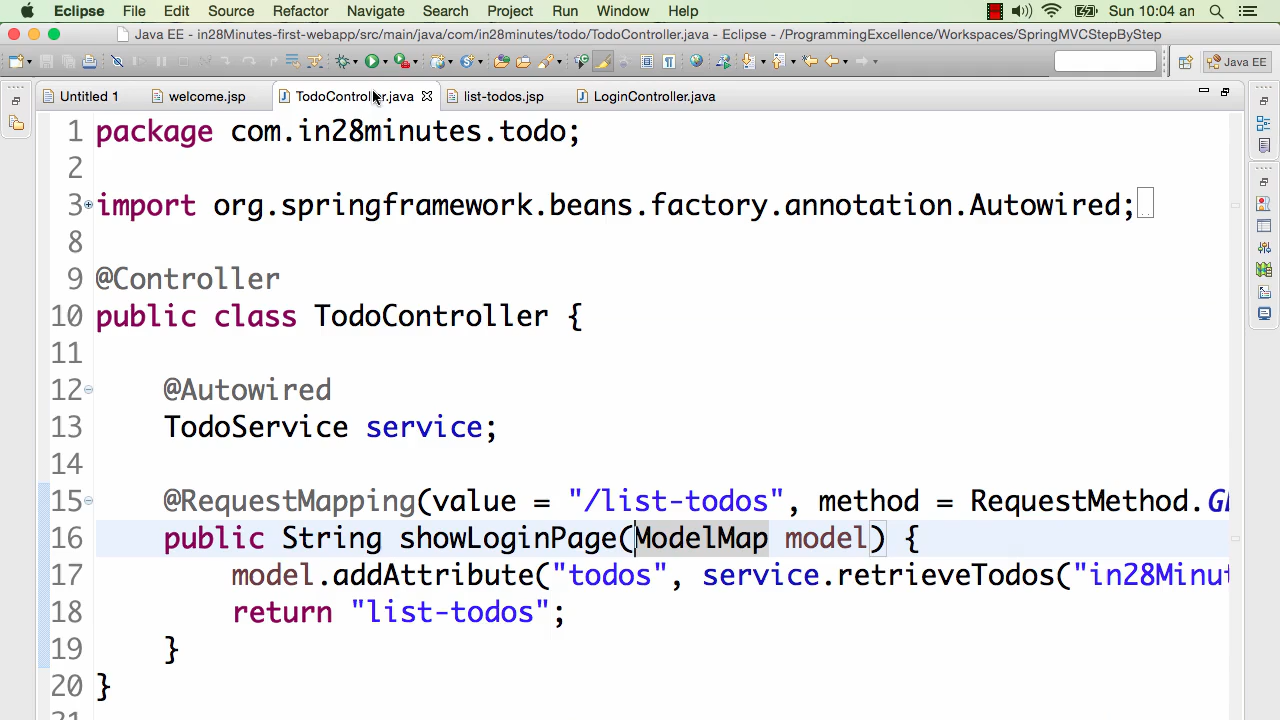 Eclipse File Edit Source Refactor Navigate Search Project Run Window Help Sun 10:04 am
Java EE - in28Minutes-first-webapp/src/main/java/com/in28minutes/todo/TodoController.java - Eclipse - /ProgrammingExcellence/Workspaces/SpringMVCStepByStep
Java EE
Untitled 1 welcome.jsp TodoController.java list-todos.jsp LoginController.java
1 package com.in28minutes.todo;
2
3 import org.springframework.beans.factory.annotation.Autowired;
8
9 @Controller
10 public class TodoController {
11
12 @Autowired
13 TodoService service;
14
15 @RequestMapping(value = "/list-todos", method = RequestMethod.GE
16 public String showLoginPage(ModelMap model) {
17 model.addAttribute("todos", service.retrieveTodos("in28Minut
18 return "list-todos";
19 }
20 }